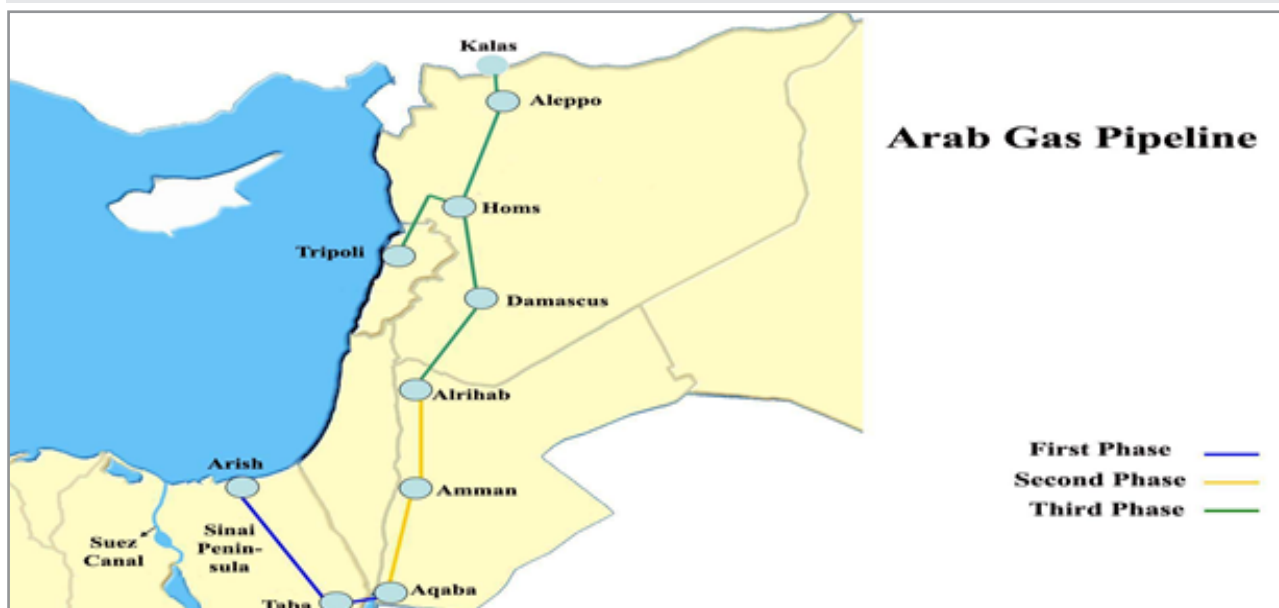 Kalas
Aleppo
Arab Gas Pipeline
Homs
Tripoli
Damascus
Alrihab
First Phase
Arish
Second Phase
Amman
Third Phase
Suez
Canal
Sinai
Penin-
sula
Aqaba
Taba